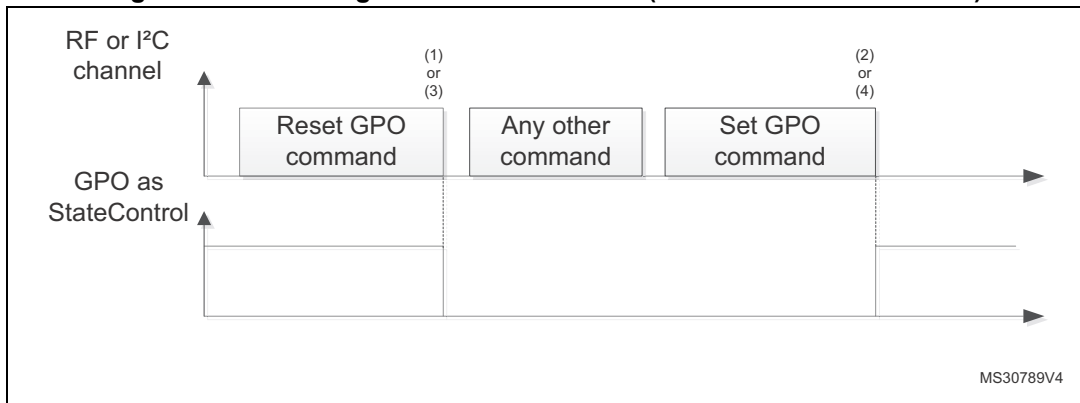 RF or I²C
channel
(1)
or
(3)
(2)
or
(4)
Reset GPO
command
Any other
command
Set GPO
command
GPO as
StateControl
MS30789V4